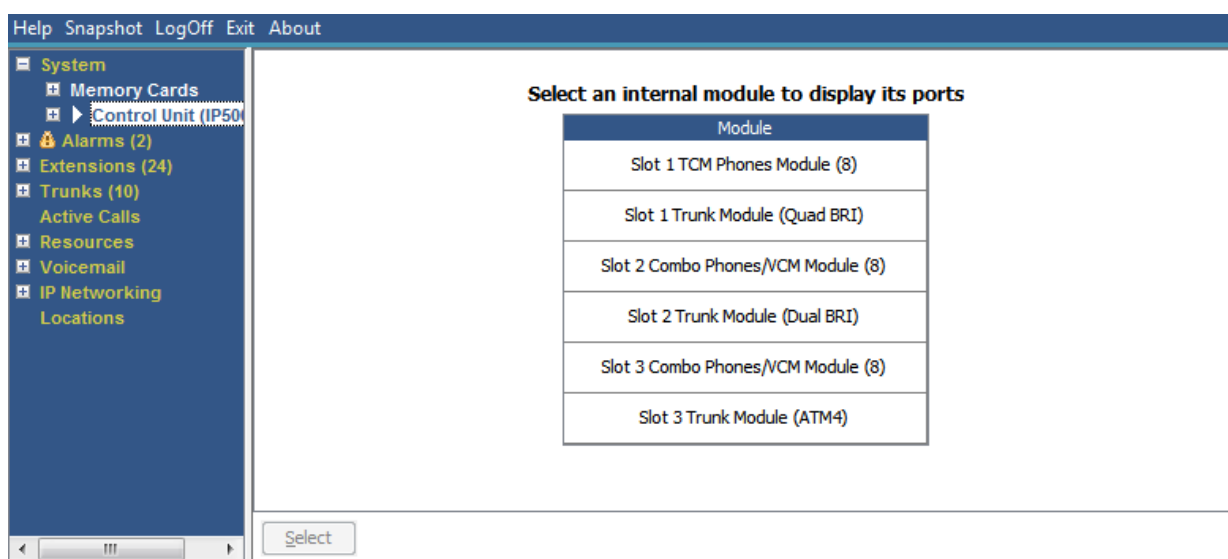 Help Snapshot LogOff Exit About
System
Memory Cards
Control Unit (IP500
Alarms (2)
Extensions (24)
Trunks (10)
Active Calls
Resources
Voicemail
IP Networking
Locations
Select an internal module to display its ports
Module
Slot 1 TCM Phones Module (8)
Slot 1 Trunk Module (Quad BRI)
Slot 2 Combo Phones/VCM Module (8)
Slot 2 Trunk Module (Dual BRI)
Slot 3 Combo Phones/VCM Module (8)
Slot 3 Trunk Module (ATM4)
Select